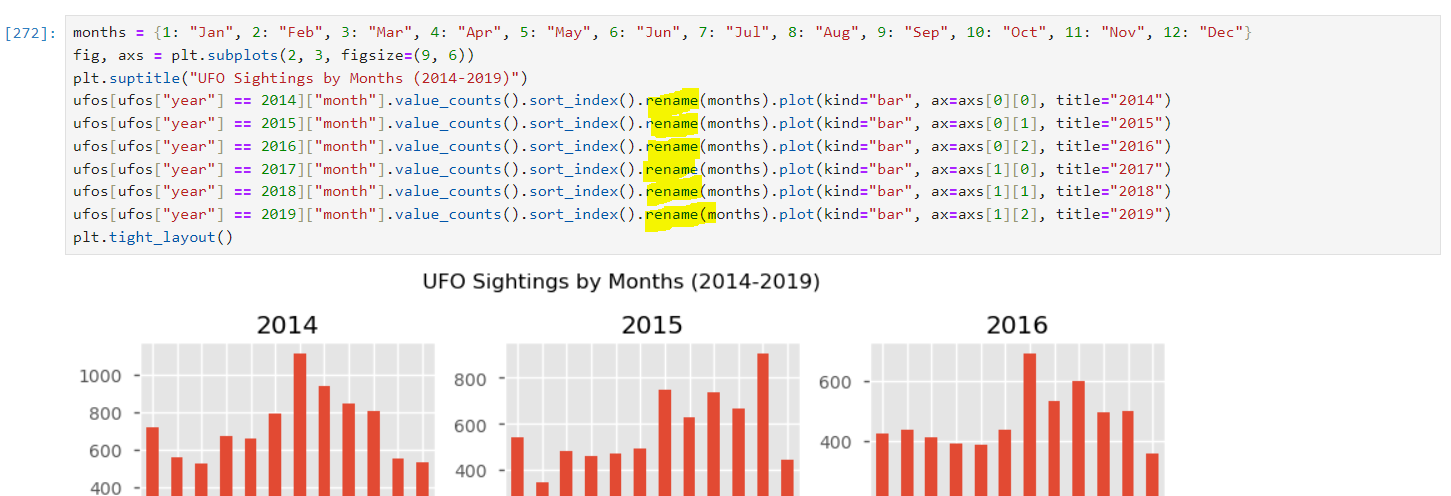 [272]:
months = {1: "Jan", 2: "Feb", 3: "Mar", 4: "Apr", 5: "May", 6: "Jun", 7: "Jul", 8: "Aug", 9: "Sep", 10: "Oct", 11: "Nov", 12: "Dec"}
fig, axs = plt.subplots(2, 3, figsize=(9, 6))
plt.suptitle("UFO Sightings by Months (2014-2019)")
ufos[ufos["year"] == 2014]["month"].value_counts().sort_index().rename(months).plot(kind="bar", ax=axs[0][0], title="2014")
ufos[ufos["year"] == 2015]["month"].value_counts().sort_index().rename(months).plot(kind="bar", ax=axs[0][1], title="2015")
ufos[ufos["year"] == 2016]["month"].value_counts().sort_index().rename(months).plot(kind="bar", ax=axs[0][2], title="2016")
ufos[ufos["year"] == 2017]["month"].value_counts().sort_index().rename(months).plot(kind="bar", ax=axs[1][0], title="2017")
ufos[ufos["year"] == 2018]["month"].value_counts().sort_index().rename(months).plot(kind="bar", ax=axs[1][1], title="2018")
ufos[ufos["year"] == 2019]["month"].value_counts().sort_index().rename(months).plot(kind="bar", ax=axs[1][2], title="2019")
plt.tight_layout()
UFO Sightings by Months (2014-2019)
2014
1000
800
600
400
2015
800
600
400
2016
600
400